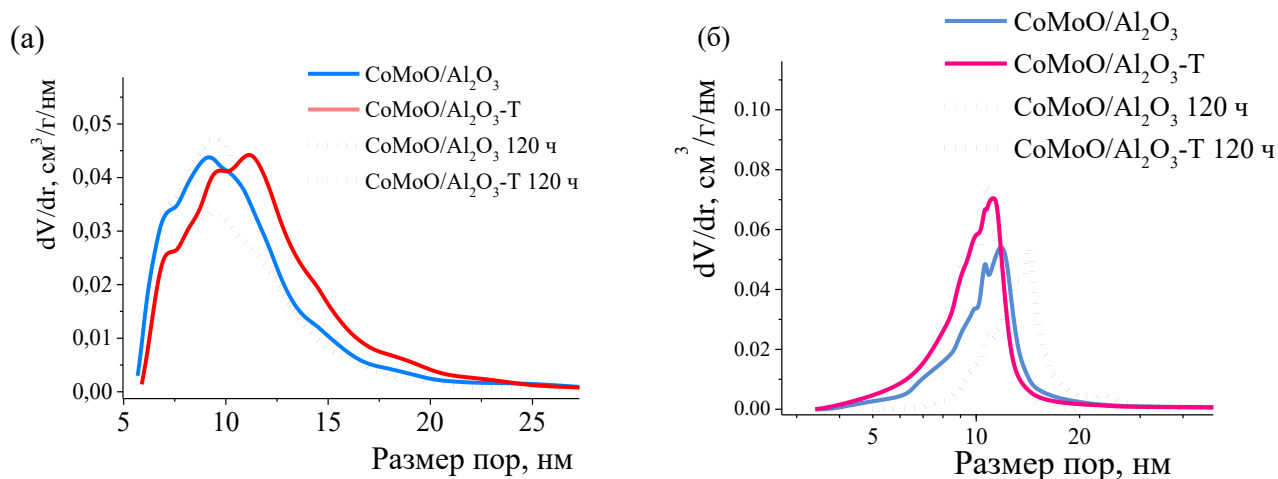 (а)
CoMoO/Al₂O₃
CoMoO/Al₂O₃-T
CoMoO/Al₂O₃ 120 ч
CoMoO/Al₂O₃-T 120 ч
dV/dr, см³/г/нм
0,05
0,04
0,03
0,02
0,01
0,00
5 10 15 20 25
Размер пор, нм
(б)
CoMoO/Al₂O₃
CoMoO/Al₂O₃-T
CoMoO/Al₂O₃ 120 ч
CoMoO/Al₂O₃-T 120 ч
dV/dr, см³/г/нм
0.10
0.08
0.06
0.04
0.02
0.00
5 10 20
Размер пор, нм